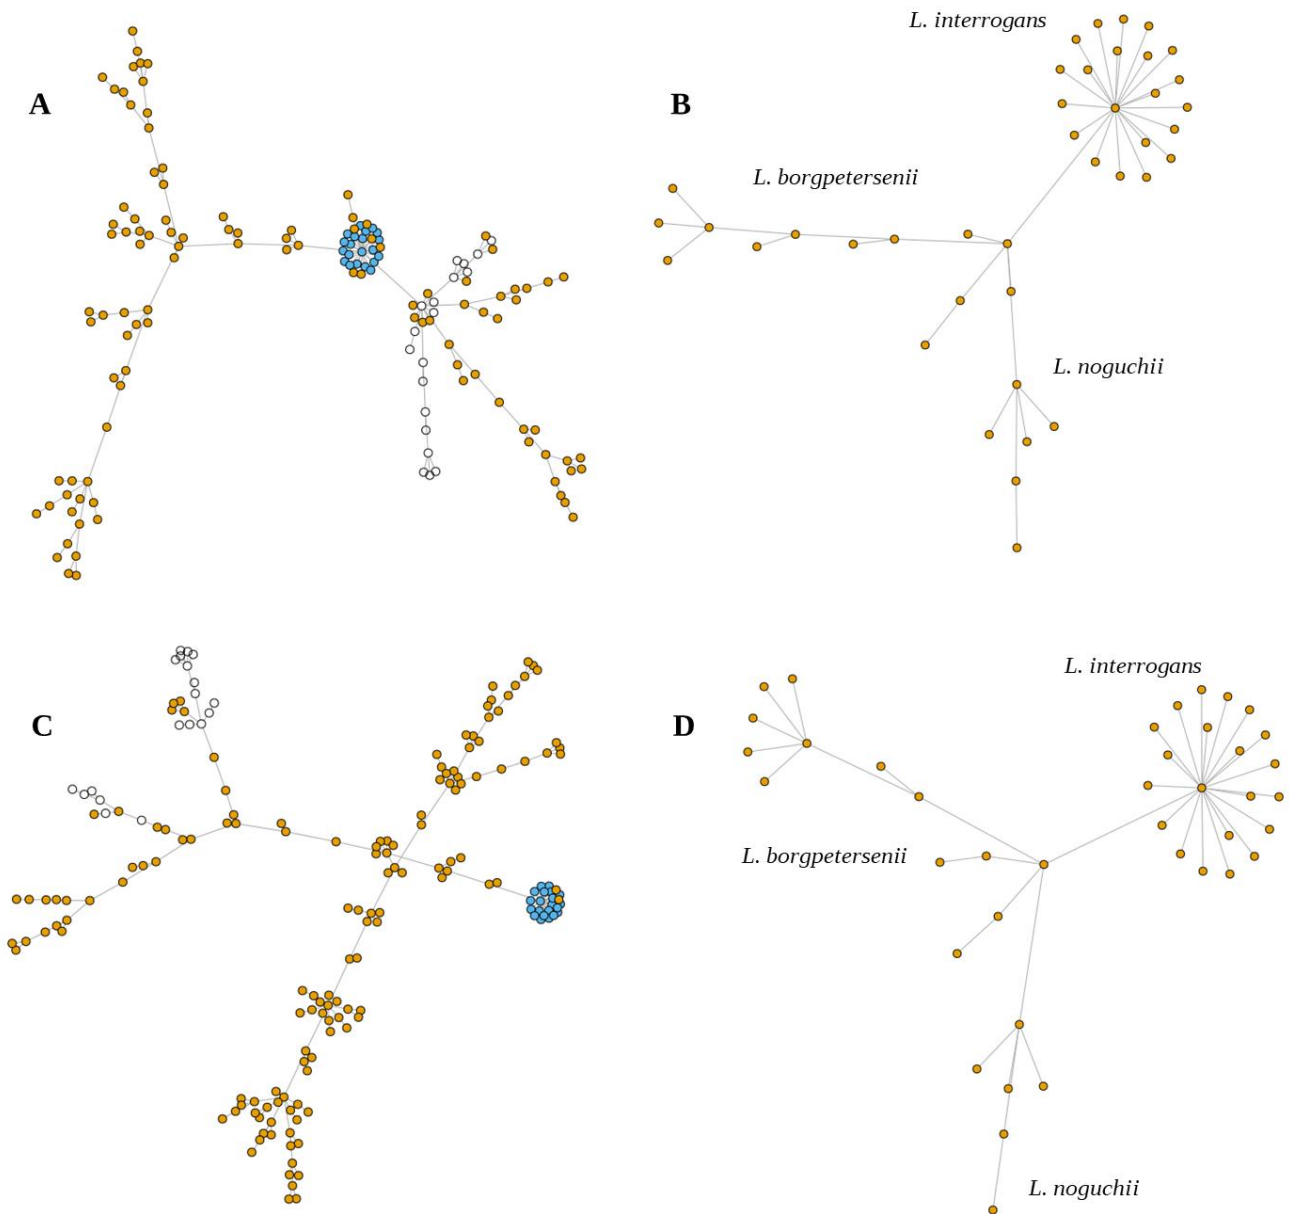 L. interrogans
A
B
L. borgpetersenii
L. noguchii
L. interrogans
C
D
L. borgpetersenii
L. noguchii